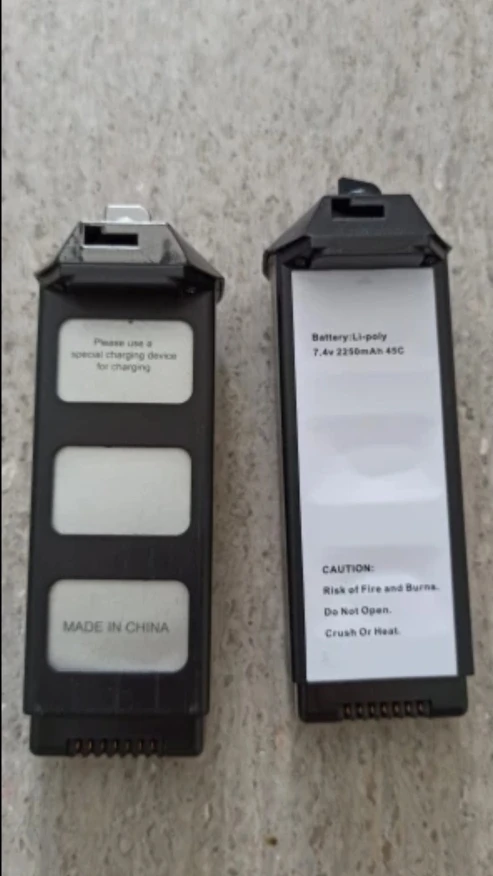 Please use a
special charging device
for charging
MADE IN CHINA
Battery:Li-poly
7.4v 2250mAh 45C
CAUTION:
Risk of Fire and Burns.
Do Not Open.
Crush Or Heat.